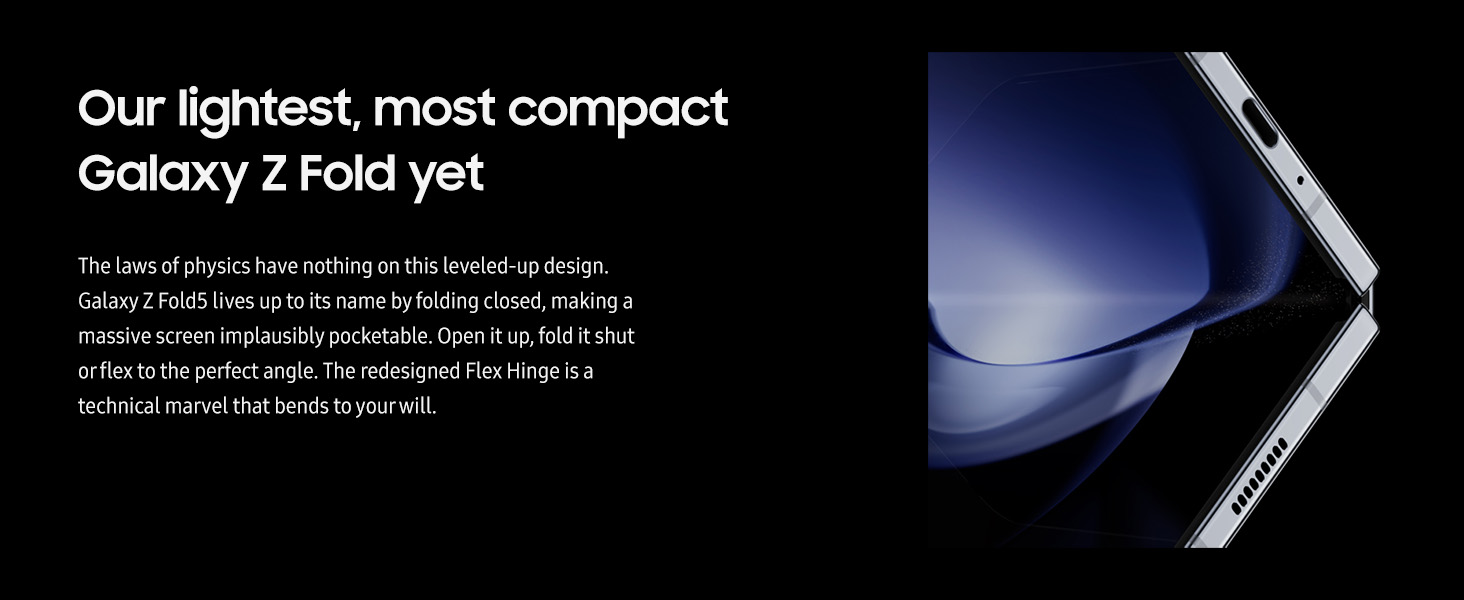 Our lightest, most compact
Galaxy Z Fold yet
The laws of physics have nothing on this leveled-up design.
Galaxy Z Fold5 lives up to its name by folding closed, making a
massive screen implausibly pocketable. Open it up, fold it shut
or flex to the perfect angle. The redesigned Flex Hinge is a
technical marvel that bends to your will.